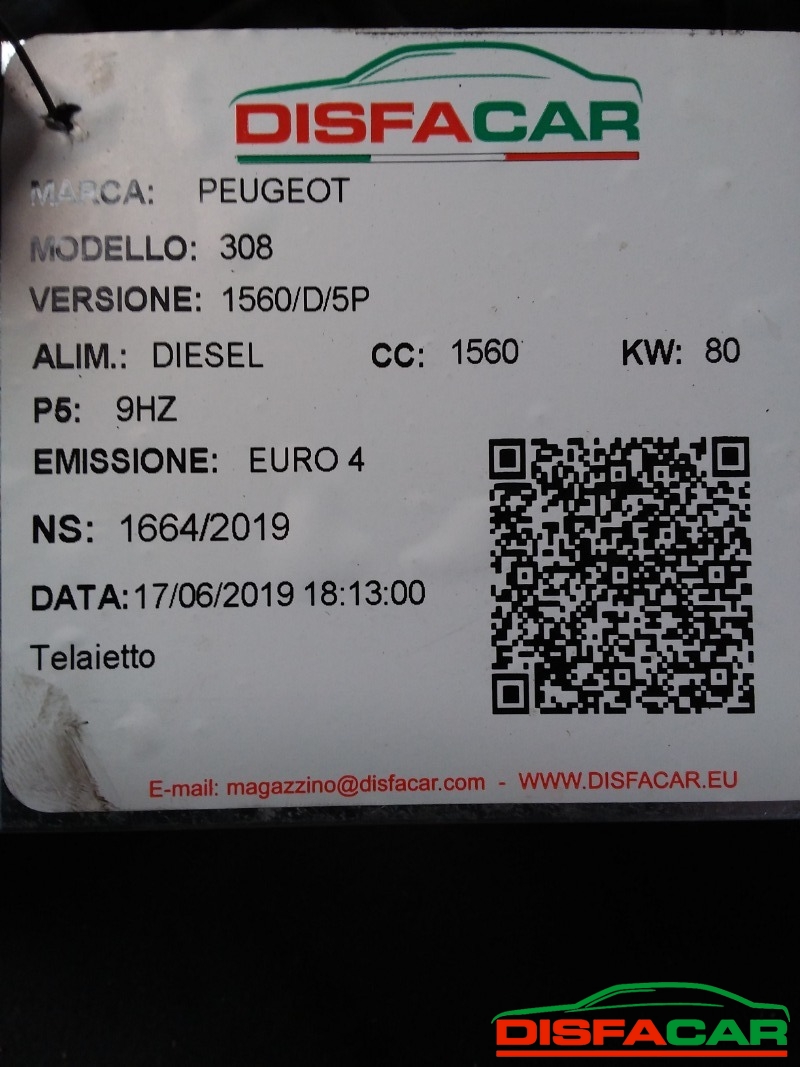 DISFACAR
MARCA: PEUGEOT
MODELLO: 308
VERSIONE: 1560/D/5P
ALIM.: DIESEL CC: 1560 KW: 80
P5: 9HZ
EMISSIONE: EURO 4
NS: 1664/2019
DATA: 17/06/2019 18:13:00
Telaietto
E-mail: magazzino@disfacar.com - WWW.DISFACAR.EU
DISFACAR